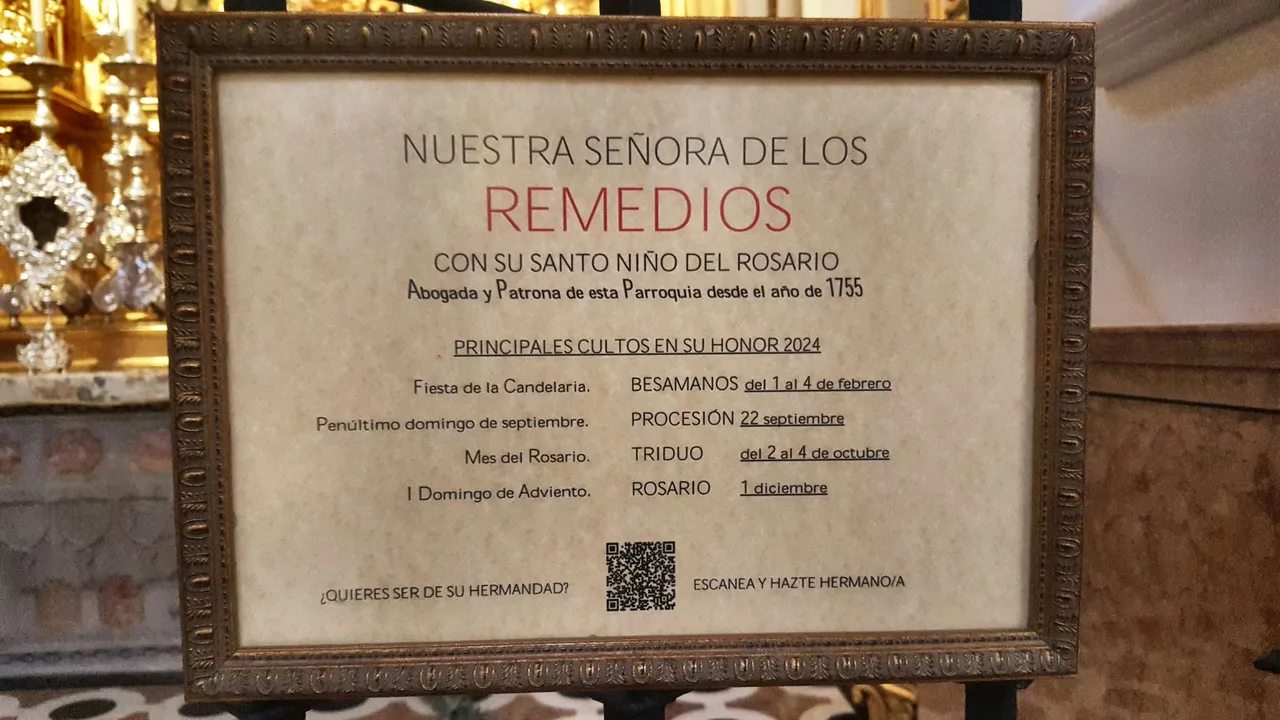 NUESTRA SEÑORA DE LOS
REMEDIOS
CON SU SANTO NIÑO DEL ROSARIO
Abogada y Patrona de esta Parroquia desde el año de 1755
PRINCIPALES CULTOS EN SU HONOR 2024
Fiesta de la Candelaria. BESAMANOS del 1 al 4 de febrero
Penúltimo domingo de septiembre. PROCESIÓN 22 septiembre
Mes del Rosario. TRIDUO del 2 al 4 de octubre
I Domingo de Adviento. ROSARIO 1 diciembre
¿QUIERES SER DE SU HERMANDAD? ESCANEA Y HAZTE HERMANO/A